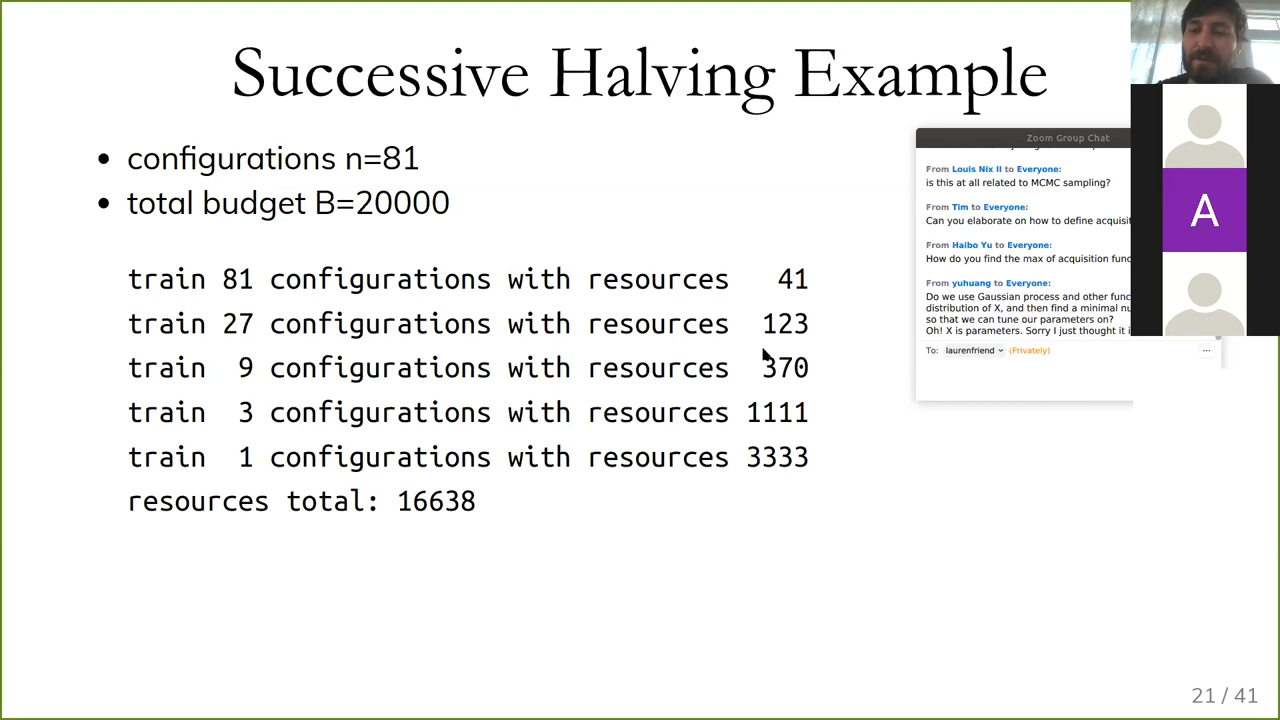 Successive Halving Example
configurations n=81
total budget B=20000
train 81 configurations with resources 41
train 27 configurations with resources 123
train 9 configurations with resources 370
train 3 configurations with resources 1111
train 1 configurations with resources 3333
resources total: 16638
Zoom Group Chat
From Louis Nix II to Everyone:
is this at all related to MCMC sampling?
From Tim to Everyone:
Can you elaborate on how to define
From Haibo Yu to Everyone:
How do you find the max of acquisition
From yuhuang to Everyone:
Do we use Gaussian process and other
distribution of X, and then find a minimal
so that we can tune our parameters on?
Oh! X is parameters. Sorry I just thought it
To: laurenfriend (Privately)
...
A
21 / 41